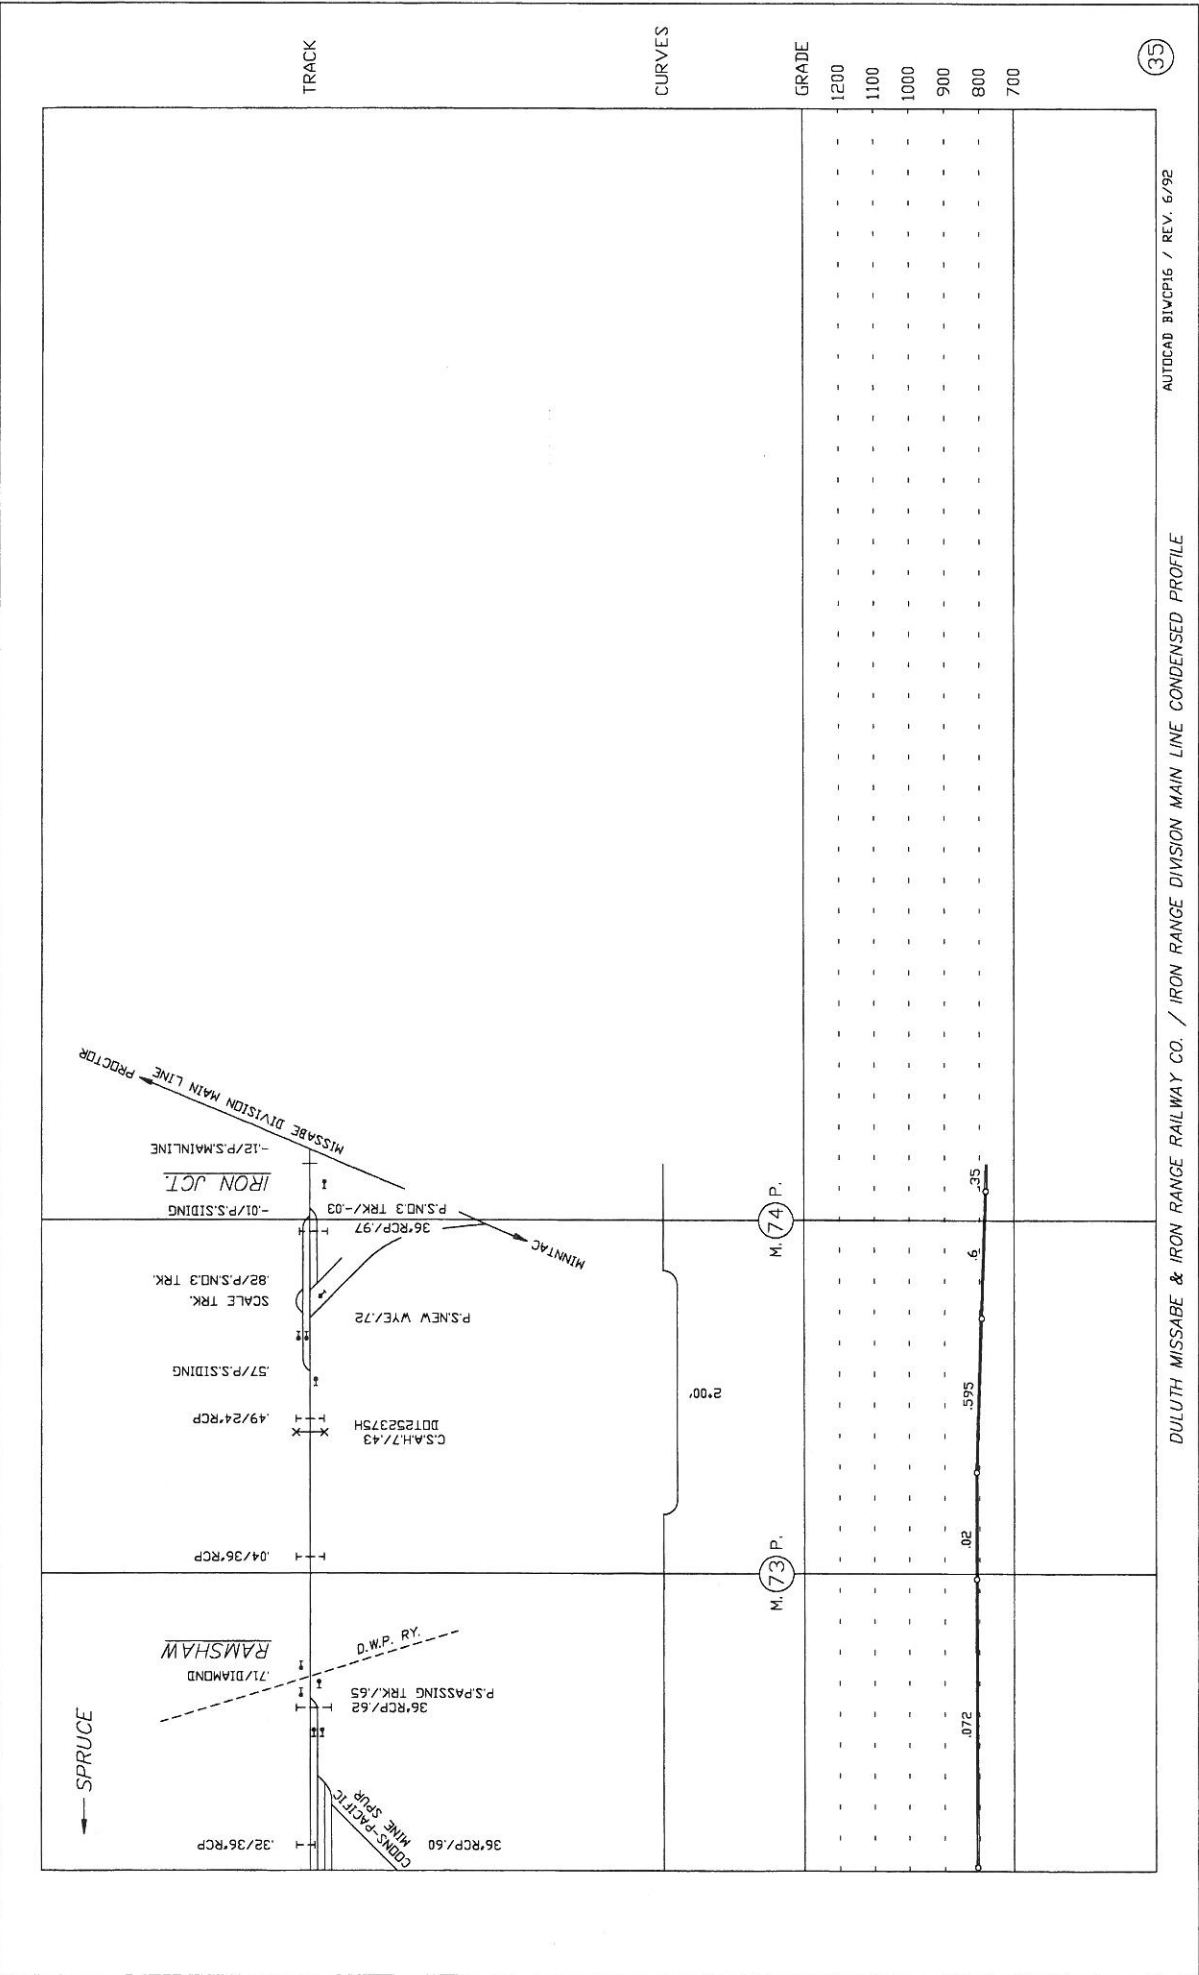 TRACK
CURVES
GRADE
1200
1100
1000
900
800
700
35
← SPRUCE
.32/36"RCP
COONS-PACIFIC
MINE SPUR
36"RCP/.60
.71/DIAMOND
RAMSHAW
36"RCP/.62
P.S.PASSING TRK./.65
D.W.P. RY.
.04/36"RCP
C.S.A.H.7/.43
DOT252375H
.49/24"RCP
.57/P.S.SIDING
P.S.NEW WYE/.72
SCALE TRK.
.82/P.S.NO.3 TRK.
36"RCP/.97
P.S.NO.3 TRK/-.03
-.01/P.S.SIDING
IRON JCT.
-.12/P.S.MAINLINE
MISSABE DIVISION MAIN LINE
PROCTOR
MINNTAC
2°00'
M. 73 P.
M. 74 P.
.072
.02
.595
.6
.35
DULUTH MISSABE & IRON RANGE RAILWAY CO. / IRON RANGE DIVISION MAIN LINE CONDENSED PROFILE
AUTOCAD BIWCP16 / REV. 6/92